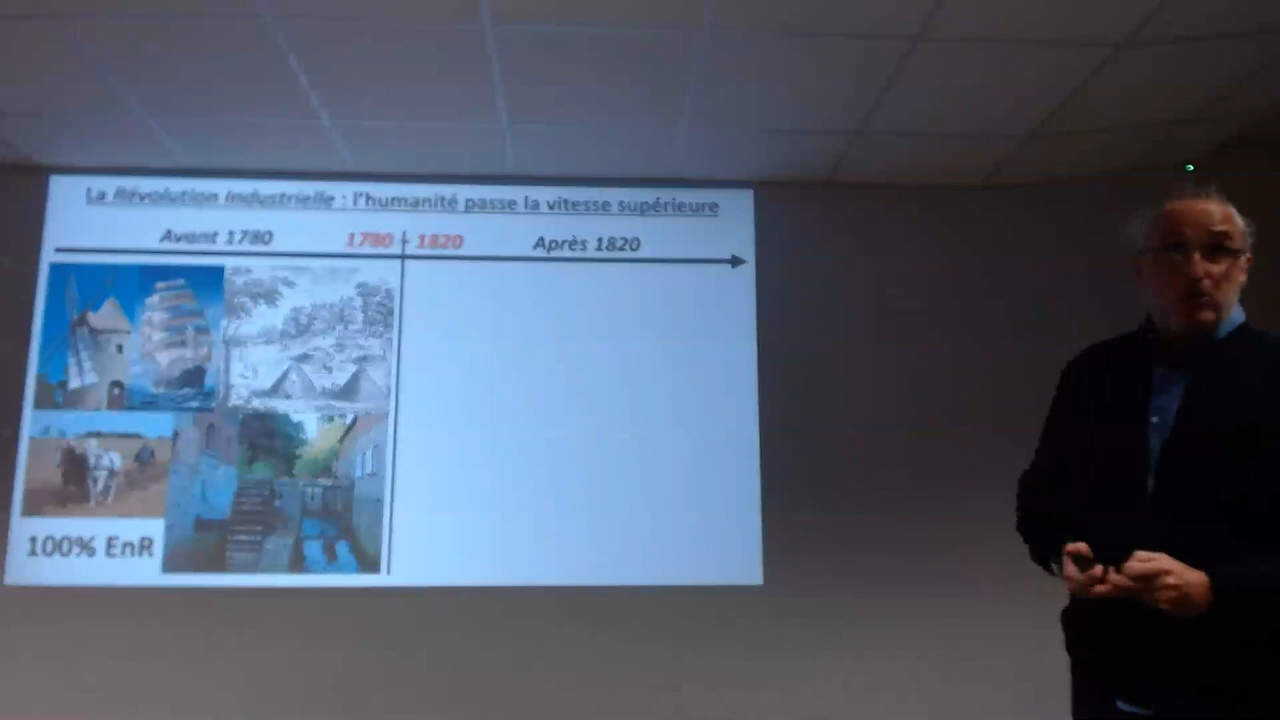 La Révolution Industrielle : l'humanité passe la vitesse supérieure
Avant 1780 1780 1820 Après 1820
100% EnR